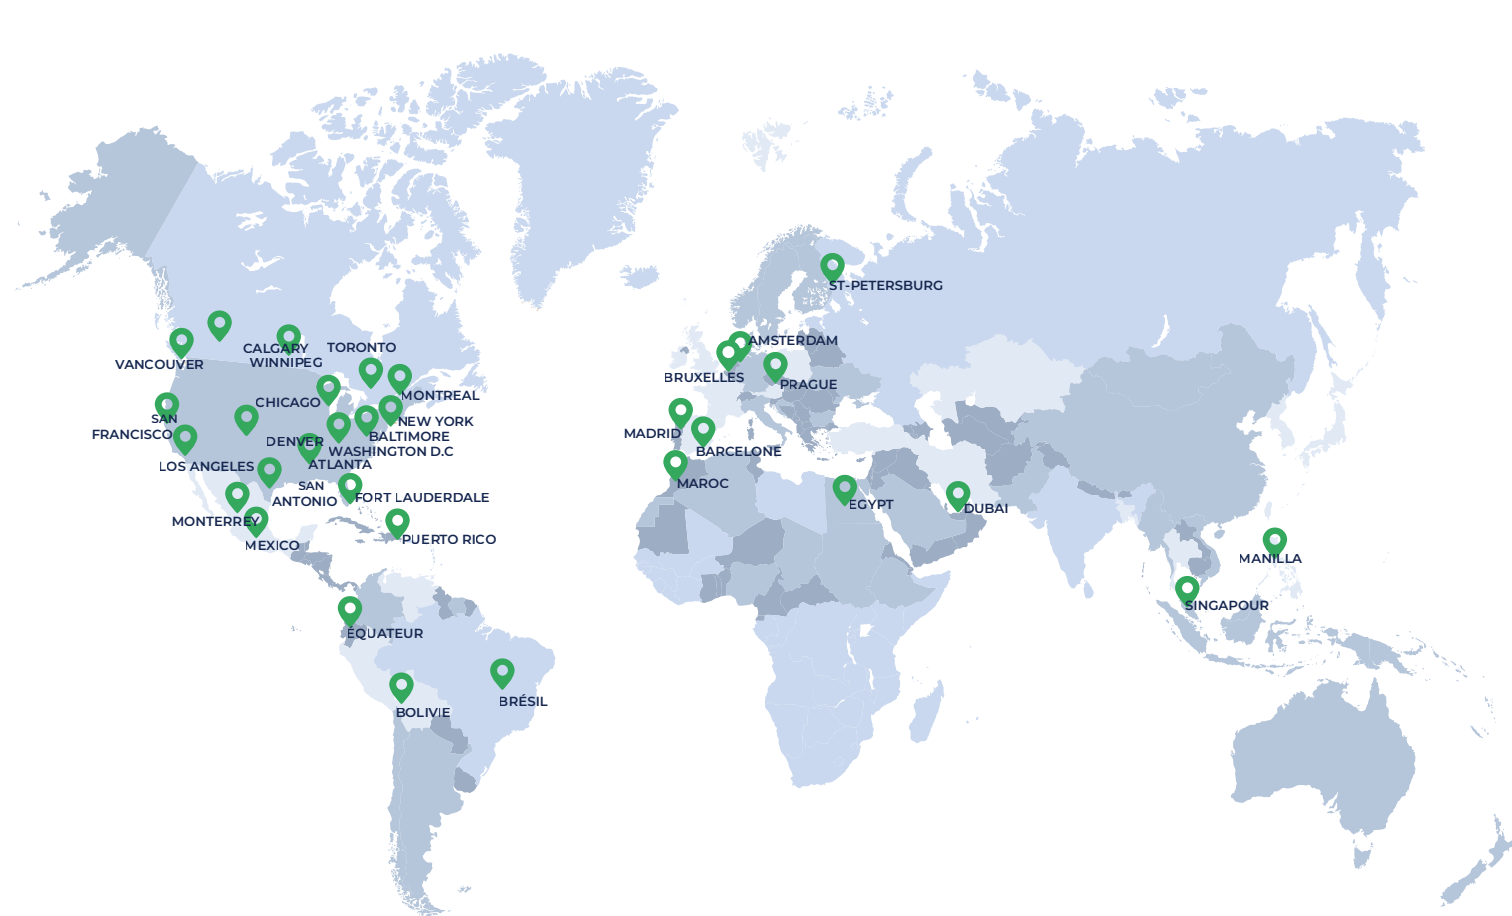 ST-PETERSBURG
AMSTERDAM
BRUXELLES
PRAGUE
CALGARY
WINNIPEG
TORONTO
VANCOUVER
CHICAGO
MONTREAL
SAN
FRANCISCO
NEW YORK
BALTIMORE
DENVER
WASHINGTON D.C
ATLANTA
LOS ANGELES
SAN
ANTONIO
FORT LAUDERDALE
MONTERREY
MEXICO
PUERTO RICO
MADRID
BARCELONE
MAROC
EGYPT
DUBAI
MANILLA
SINGAPOUR
ÉQUATEUR
BRÉSIL
BOLIVIE